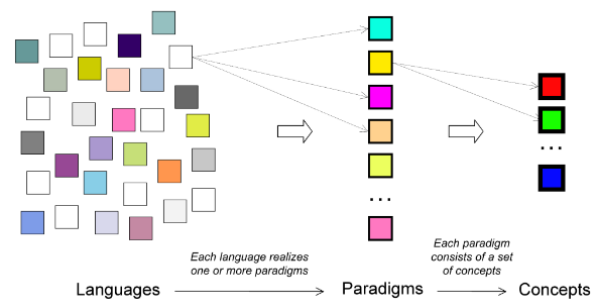 ...
...
Each language realizes
one or more paradigms
Each paradigm
consists of a set
of concepts
Languages
Paradigms
Concepts